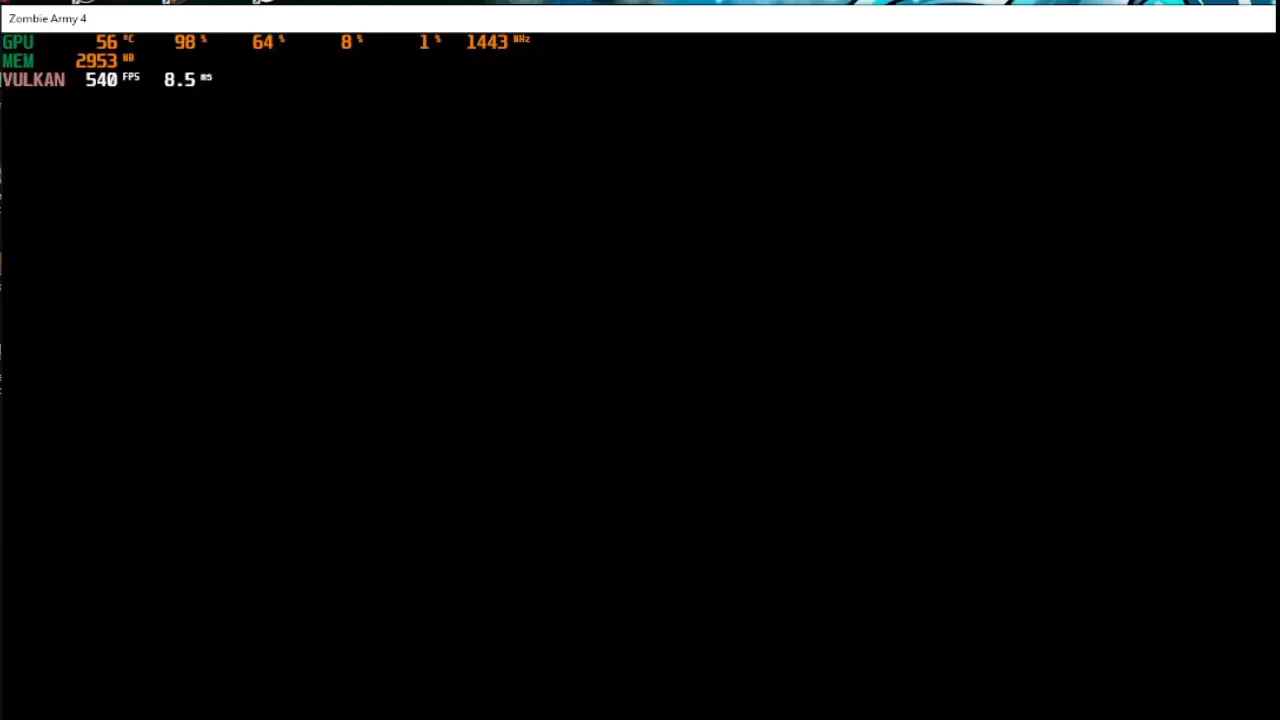 Zombie Army 4
GPU 56 °C 98 % 64 % 8 % 1 % 1443 MHz
MEM 2953 MB
VULKAN 540 FPS 8.5 ms